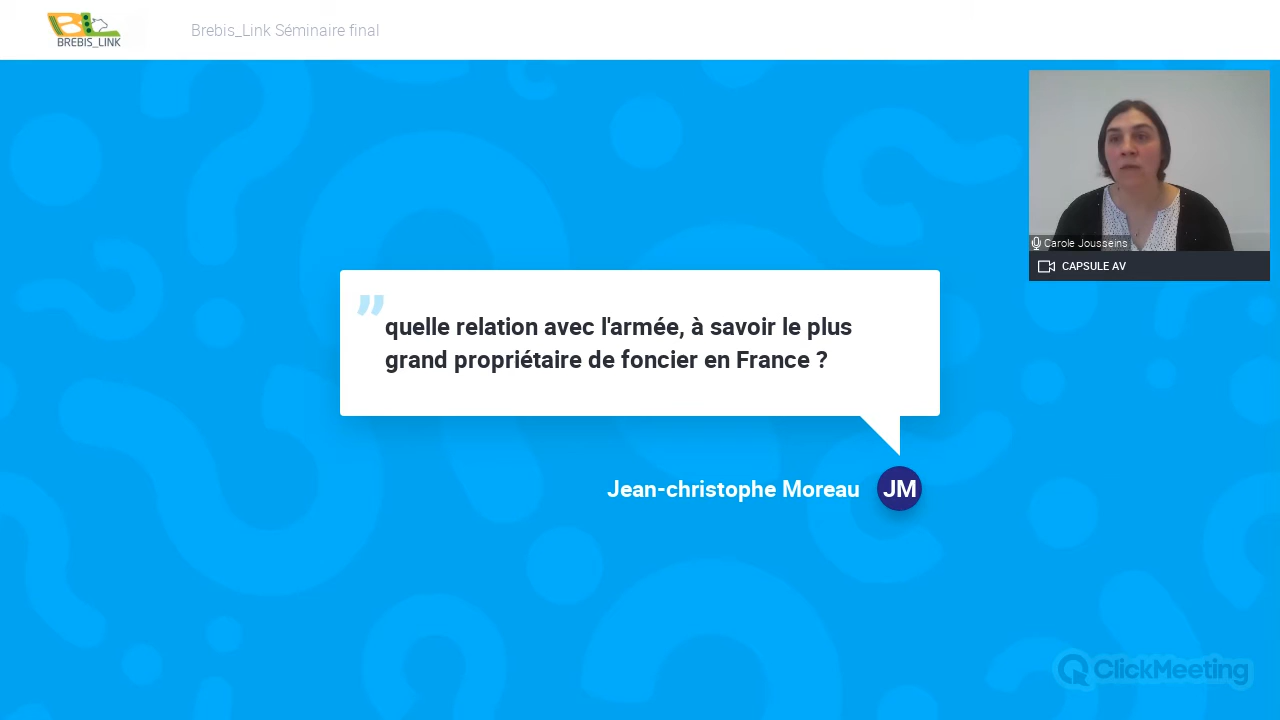 BL
BREBIS_LINK
Brebis_Link Séminaire final
Carole Jousseins
CAPSULE AV
”
quelle relation avec l'armée, à savoir le plus
grand propriétaire de foncier en France ?
Jean-christophe Moreau
JM
ClickMeeting